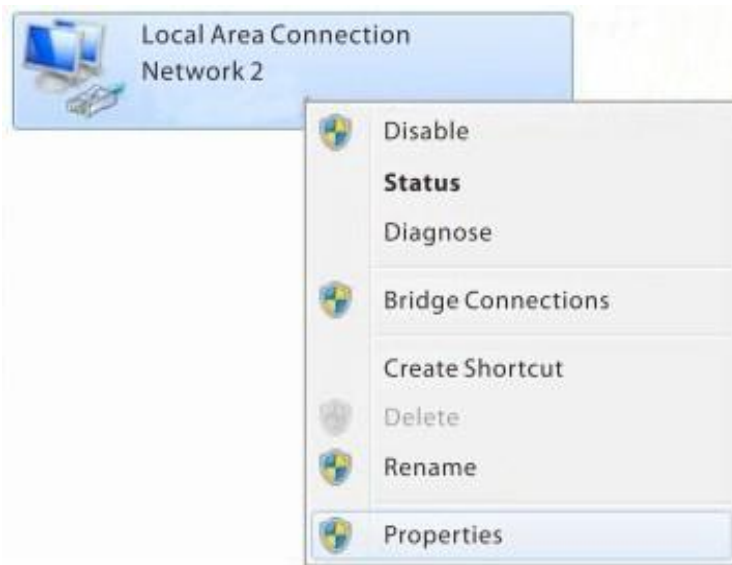 Local Area Connection
Network 2
Disable
Status
Diagnose
Bridge Connections
Create Shortcut
Delete
Rename
Properties